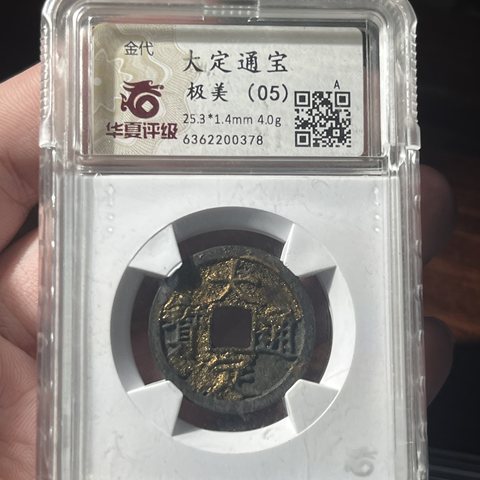 金代
大定通宝
极美 (05)
A
华夏评级
25.3*1.4mm 4.0g
6362200378
大
定
通
寳